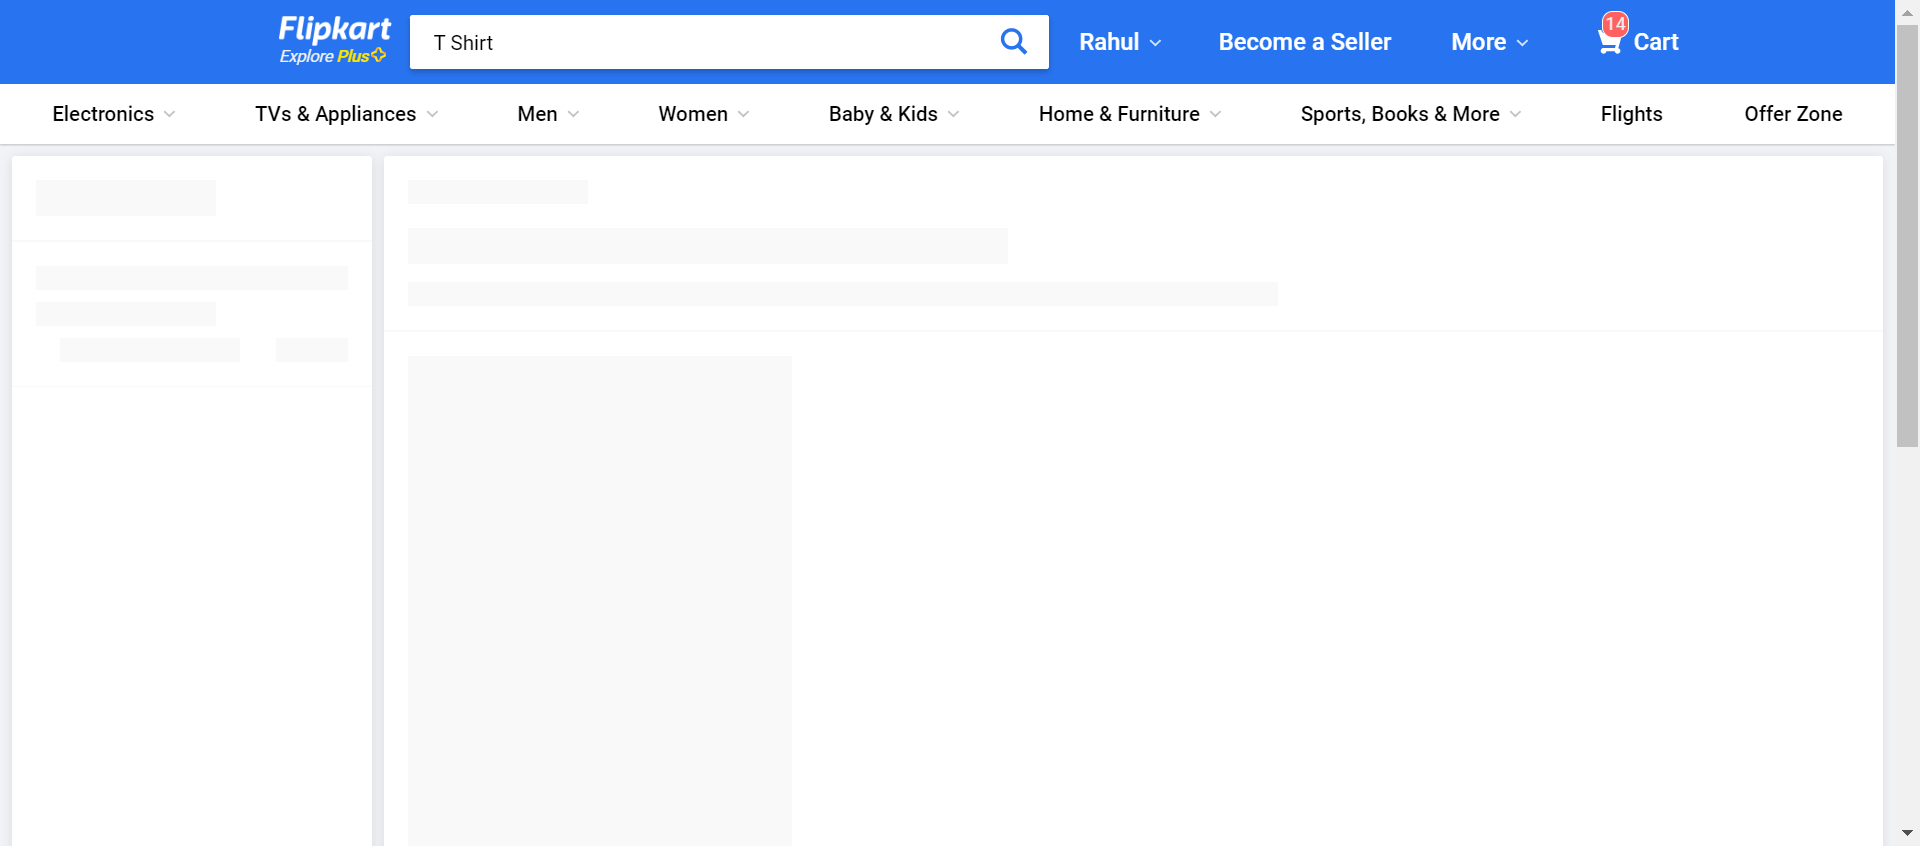 Flipkart
Explore Plus
T Shirt
Rahul
Become a Seller
More
14
Cart
Electronics
TVs & Appliances
Men
Women
Baby & Kids
Home & Furniture
Sports, Books & More
Flights
Offer Zone